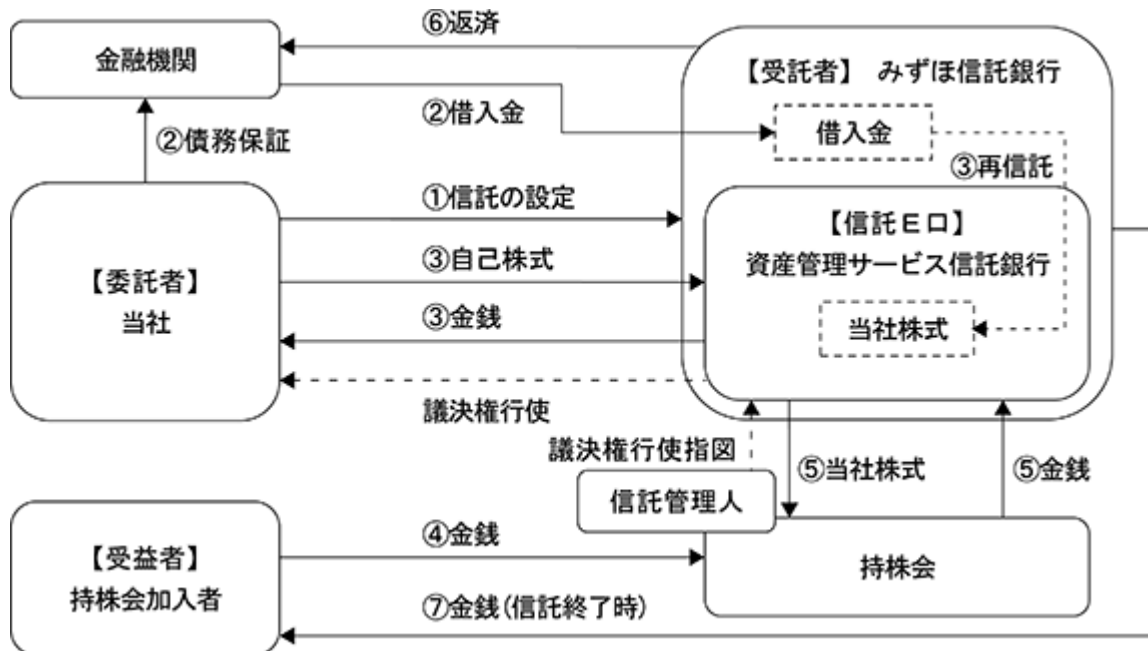 ⑥返済
金融機関
【受託者】 みずほ信託銀行
②借入金
借入金
②債務保証
③再信託
①信託の設定
【信託E口】
③自己株式
資産管理サービス信託銀行
【委託者】
当社
③金銭
当社株式
議決権行使
議決権行使指図
⑤当社株式
⑤金銭
信託管理人
④金銭
【受益者】
持株会加入者
持株会
⑦金銭(信託終了時)